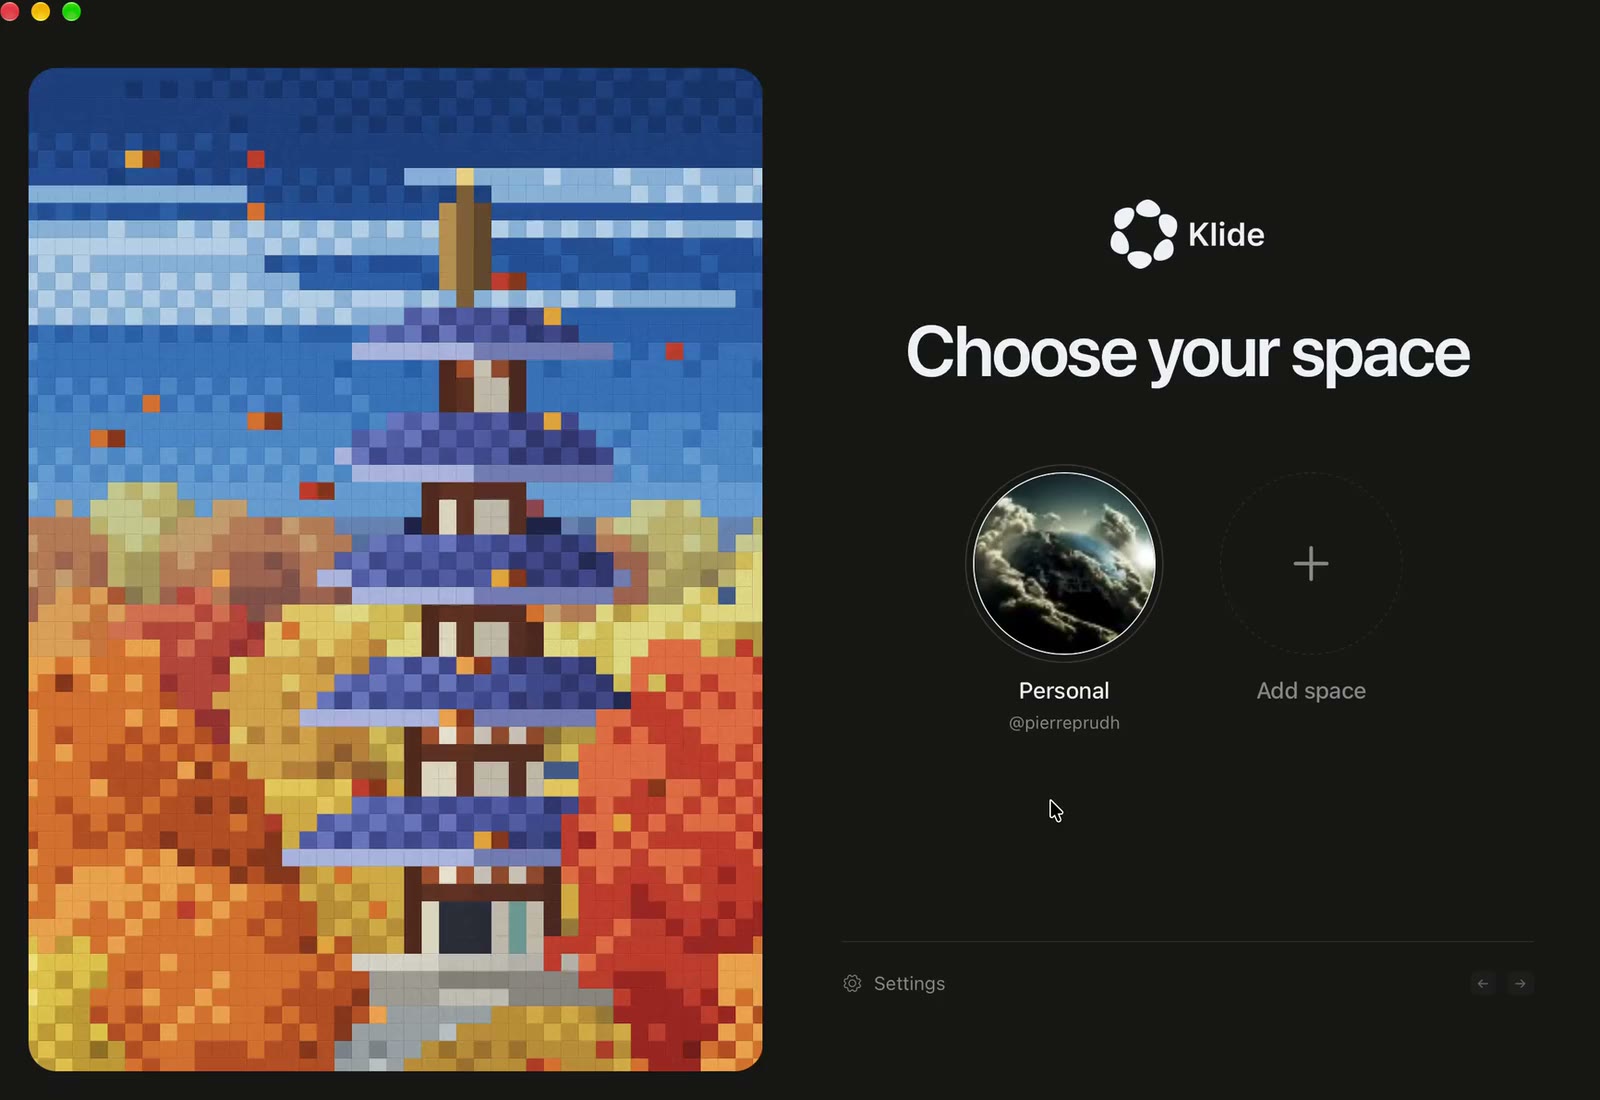 Klide
Choose your space
Personal
@pierreprudh
Add space
Settings